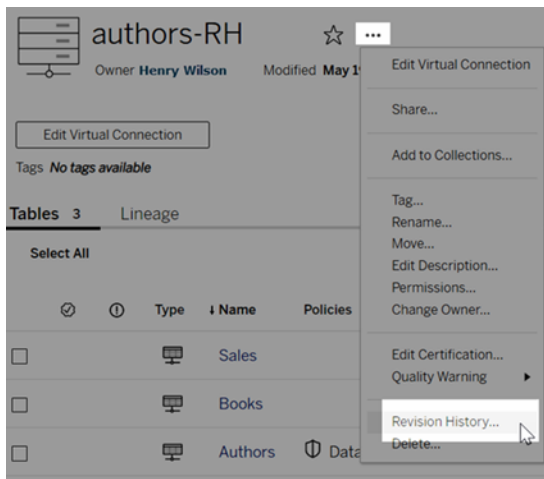 authors-RH
Owner Henry Wilson Modified May 1
Edit Virtual Connection
Tags No tags available
Tables 3 Lineage
Select All
Type ↓ Name Policies
Sales
Books
Authors Data
...
Edit Virtual Connection
Share...
Add to Collections...
Tag...
Rename...
Move...
Edit Description...
Permissions...
Change Owner...
Edit Certification...
Quality Warning
Revision History...
Delete...